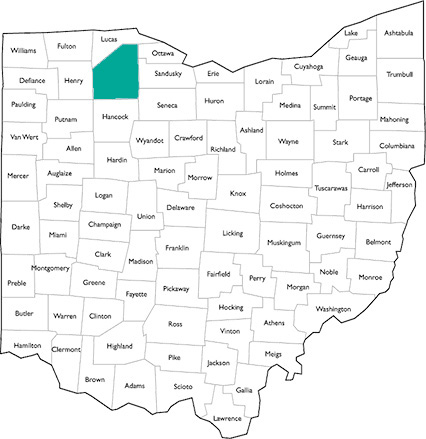 Lake
Ashtabula
Lucas
Williams
Fulton
Ottawa
Geauga
Cuyahoga
Trumbull
Defiance
Henry
Sandusky
Erie
Lorain
Paulding
Medina
Summit
Portage
Seneca
Huron
Putnam
Hancock
Mahoning
Van Wert
Wyandot
Crawford
Ashland
Richland
Wayne
Stark
Columbiana
Allen
Hardin
Mercer
Auglaize
Marion
Morrow
Holmes
Carroll
Jefferson
Tuscarawas
Logan
Knox
Shelby
Union
Delaware
Coshocton
Harrison
Darke
Miami
Champaign
Licking
Guernsey
Belmont
Franklin
Muskingum
Clark
Madison
Montgomery
Fairfield
Perry
Noble
Monroe
Preble
Greene
Fayette
Pickaway
Morgan
Hocking
Washington
Butler
Warren
Clinton
Ross
Vinton
Athens
Hamilton
Clermont
Highland
Pike
Jackson
Meigs
Brown
Adams
Scioto
Gallia
Lawrence